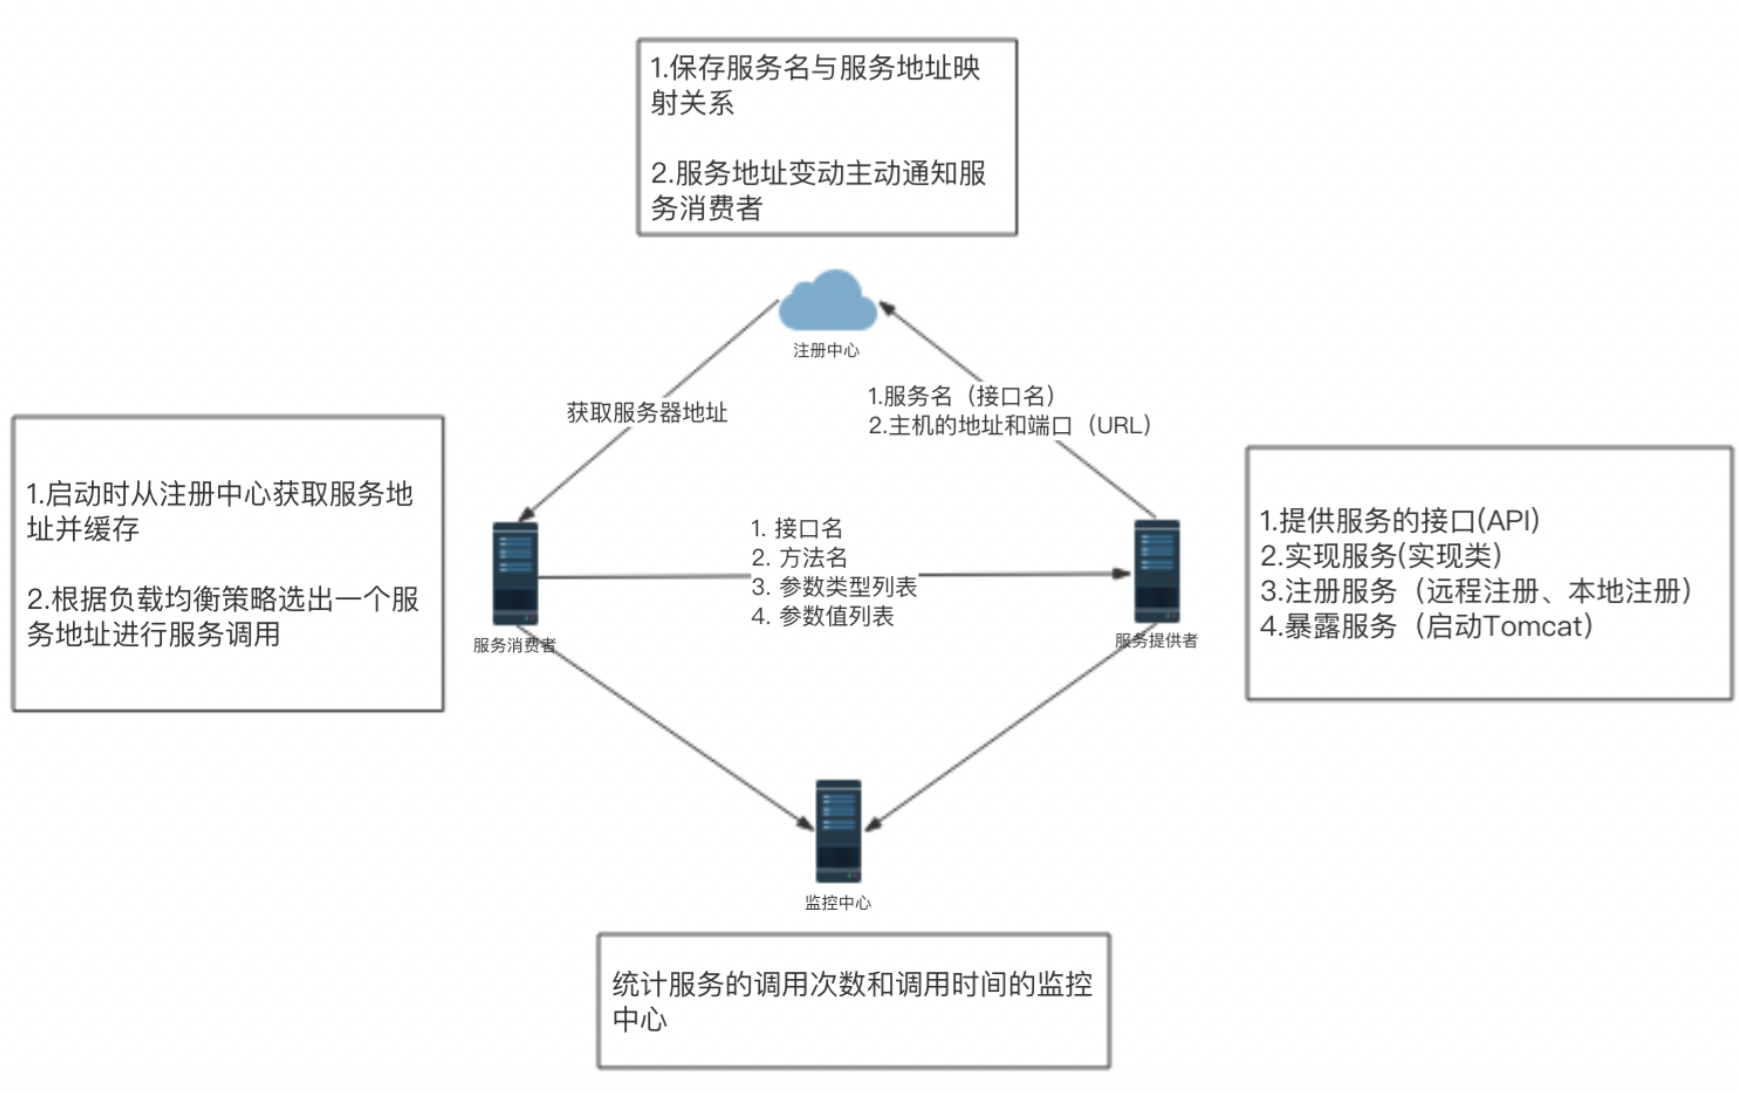 1.保存服务名与服务地址映
射关系
2.服务地址变动主动通知服
务消费者
注册中心
获取服务器地址
1.服务名（接口名）
2.主机的地址和端口（URL）
1.启动时从注册中心获取服务地
址并缓存
2.根据负载均衡策略选出一个服
务地址进行服务调用
服务消费者
1. 接口名
2. 方法名
3. 参数类型列表
4. 参数值列表
服务提供者
1.提供服务的接口(API)
2.实现服务(实现类)
3.注册服务（远程注册、本地注册）
4.暴露服务（启动Tomcat）
监控中心
统计服务的调用次数和调用时间的监控
中心